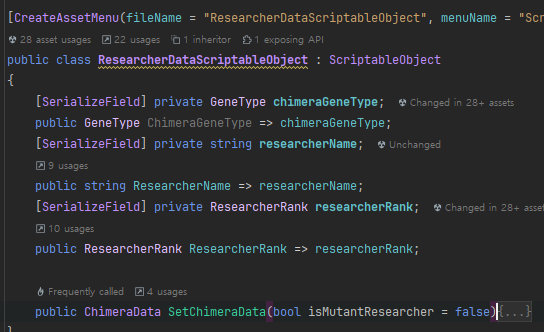 [CreateAssetMenu(fileName = "ResearcherDataScriptableObject", menuName = "Scr
28 asset usages 22 usages 1 inheritor 1 exposing API
public class ResearcherDataScriptableObject : ScriptableObject
{
[SerializeField] private GeneType chimeraGeneType; Changed in 28+ assets
public GeneType ChimeraGeneType => chimeraGeneType;
[SerializeField] private string researcherName; Unchanged
9 usages
public string ResearcherName => researcherName;
[SerializeField] private ResearcherRank researcherRank; Changed in 28+
10 usages
public ResearcherRank ResearcherRank => researcherRank;
Frequently called 4 usages
public ChimeraData SetChimeraData(bool isMutantResearcher = false){...}